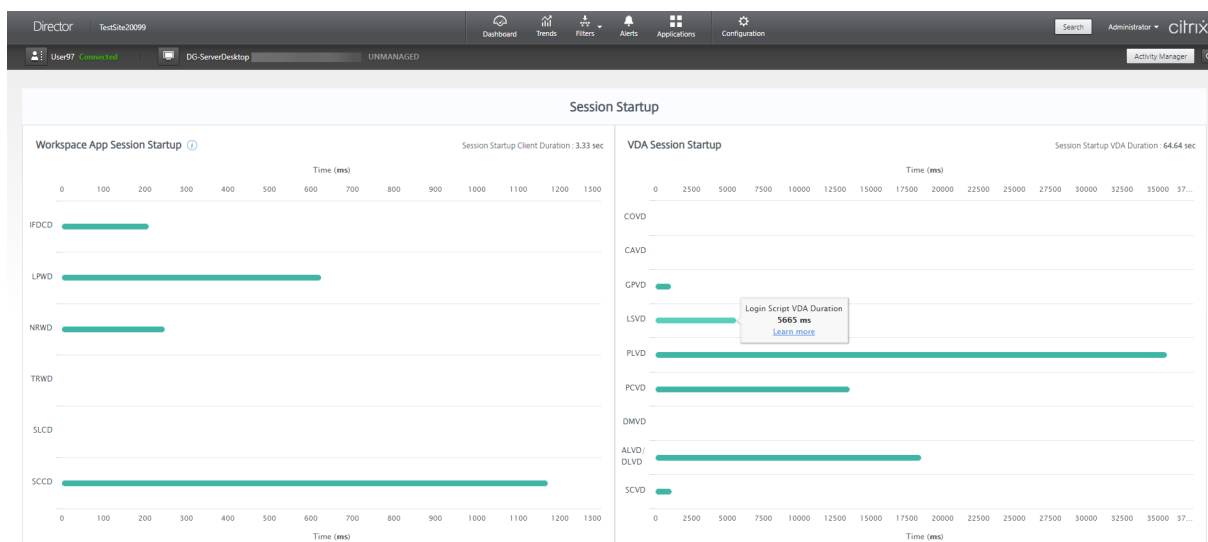 Director TestSite20099 Dashboard Trends Filters Alerts Applications Configuration Search Administrator citrix
User97 Connected DG-ServerDesktop UNMANAGED Activity Manager
Session Startup
Workspace App Session Startup i Session Startup Client Duration : 3.33 sec
Time (ms)
0 100 200 300 400 500 600 700 800 900 1000 1100 1200 1300
IFDCD
LPWD
NRWD
TRWD
SLCD
SCCD
0 100 200 300 400 500 600 700 800 900 1000 1100 1200 1300
Time (ms)
VDA Session Startup Session Startup VDA Duration : 64.64 sec
Time (ms)
0 2500 5000 7500 10000 12500 15000 17500 20000 22500 25000 27500 30000 32500 35000 37...
COVD
CAVD
GPVD
LSVD
Login Script VDA Duration
5665 ms
Learn more
PLVD
PCVD
DMVD
ALVD/
DLVD
SCVD
0 2500 5000 7500 10000 12500 15000 17500 20000 22500 25000 27500 30000 32500 35000 37...
Time (ms)